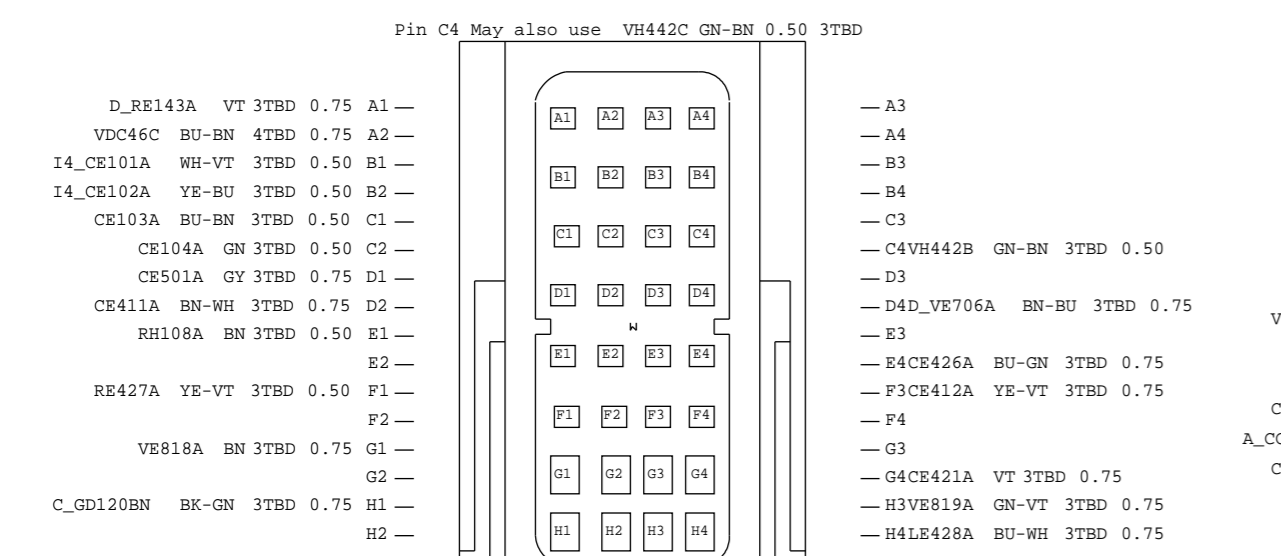 Pin C4 May also use VH442C GN-BN 0.50 3TBD
D_RE143A VT 3TBD 0.75 A1
VDC46C BU-BN 4TBD 0.75 A2
I4_CE101A WH-VT 3TBD 0.50 B1
I4_CE102A YE-BU 3TBD 0.50 B2
CE103A BU-BN 3TBD 0.50 C1
CE104A GN 3TBD 0.50 C2
CE501A GY 3TBD 0.75 D1
CE411A BN-WH 3TBD 0.75 D2
RH108A BN 3TBD 0.50 E1
E2
RE427A YE-VT 3TBD 0.50 F1
F2
VE818A BN 3TBD 0.75 G1
G2
C_GD120BN BK-GN 3TBD 0.75 H1
H2
A1 A2 A3 A4
B1 B2 B3 B4
C1 C2 C3 C4
D1 D2 D3 D4
E1 E2 E3 E4
F1 F2 F3 F4
G1 G2 G3 G4
H1 H2 H3 H4
A3
A4
B3
B4
C3
C4VH442B GN-BN 3TBD 0.50
D3
D4D_VE706A BN-BU 3TBD 0.75
E3
E4CE426A BU-GN 3TBD 0.75
F3CE412A YE-VT 3TBD 0.75
F4
G3
G4CE421A VT 3TBD 0.75
H3VE819A GN-VT 3TBD 0.75
H4LE428A BU-WH 3TBD 0.75
V
C
C